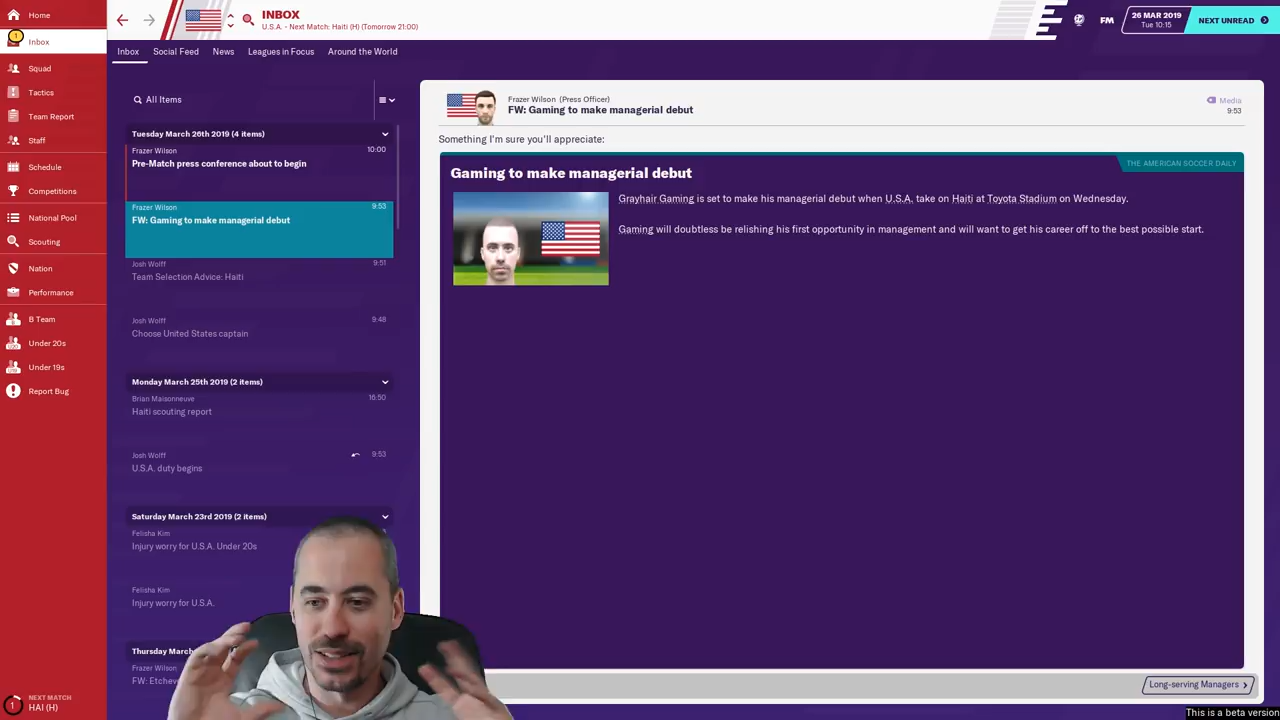 Home
INBOX
U.S.A. - Next Match: Haiti (H) (Tomorrow 21:00)
FM
26 MAR 2019
Tue 10:15
NEXT UNREAD
1
Inbox
Squad
Tactics
Team Report
Staff
Schedule
Competitions
National Pool
Scouting
Nation
Performance
B Team
Under 20s
Under 19s
Report Bug
NEXT MATCH
1
HAI (H)
Inbox
Social Feed
News
Leagues in Focus
Around the World
All Items
Tuesday March 26th 2019 (4 items)
Frazer Wilson
10:00
Pre-Match press conference about to begin
Frazer Wilson
9:53
FW: Gaming to make managerial debut
Josh Wolff
9:51
Team Selection Advice: Haiti
Josh Wolff
9:48
Choose United States captain
Monday March 25th 2019 (2 items)
Brian Maisonneuve
16:50
Haiti scouting report
Josh Wolff
9:53
U.S.A. duty begins
Saturday March 23rd 2019 (2 items)
Felisha Kim
Injury worry for U.S.A. Under 20s
Felisha Kim
Injury worry for U.S.A.
Thursday March
Frazer Wilson
FW: Etcheve
Frazer Wilson (Press Officer)
FW: Gaming to make managerial debut
Media
9:53
Something I'm sure you'll appreciate:
THE AMERICAN SOCCER DAILY
Gaming to make managerial debut
Grayhair Gaming is set to make his managerial debut when U.S.A. take on Haiti at Toyota Stadium on Wednesday.
Gaming will doubtless be relishing his first opportunity in management and will want to get his career off to the best possible start.
Long-serving Managers
This is a beta version